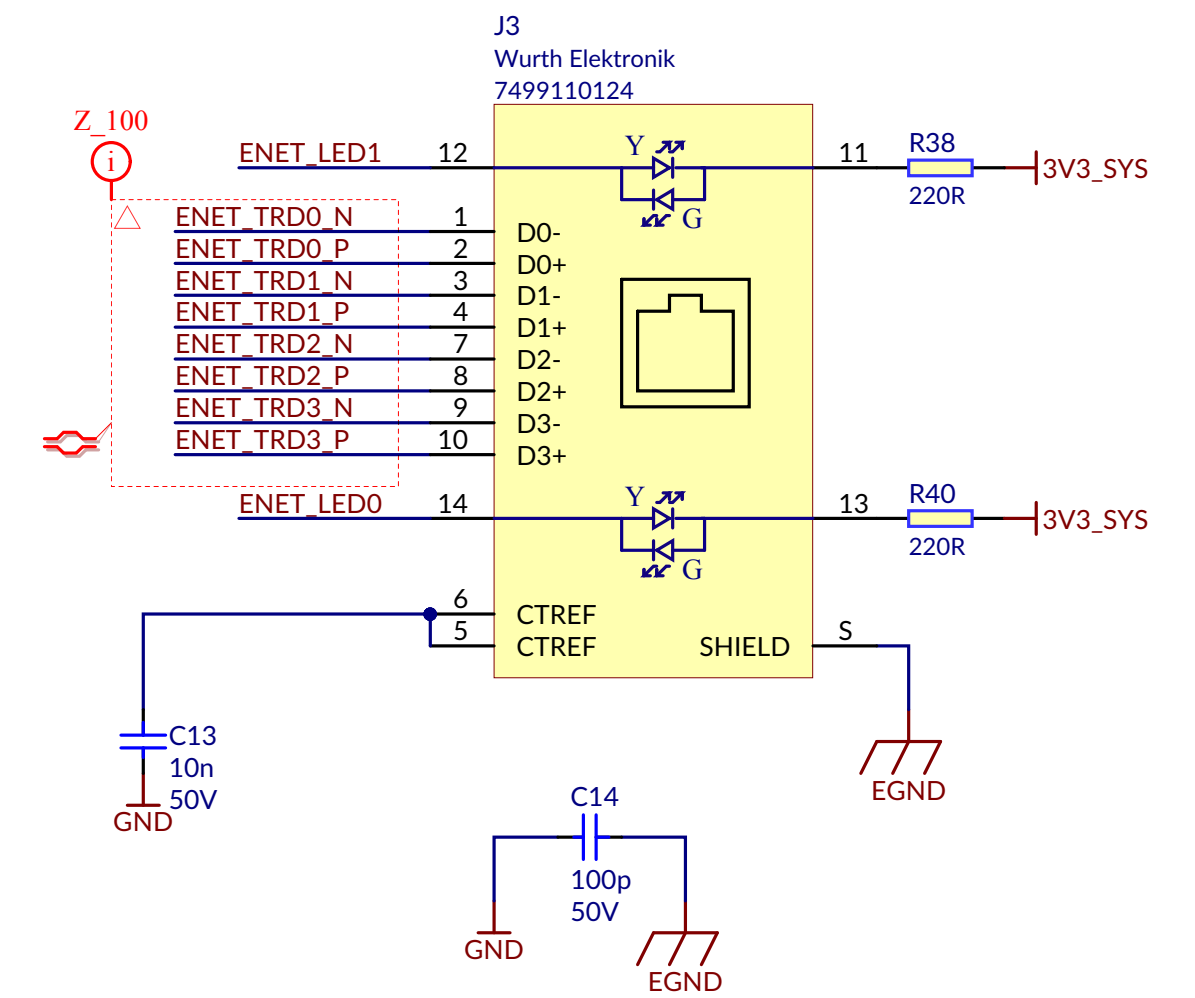 J3
Wurth Elektronik
7499110124
Z_100
i
ENET_LED1 12 Y 11 R38 3V3_SYS
220R
G
ENET_TRD0_N 1 D0-
ENET_TRD0_P 2 D0+
ENET_TRD1_N 3 D1-
ENET_TRD1_P 4 D1+
ENET_TRD2_N 7 D2-
ENET_TRD2_P 8 D2+
ENET_TRD3_N 9 D3-
ENET_TRD3_P 10 D3+
ENET_LED0 14 Y 13 R40 3V3_SYS
220R
G
6 CTREF
5 CTREF SHIELD S
C13
10n
50V
GND
EGND
C14
100p
50V
GND
EGND